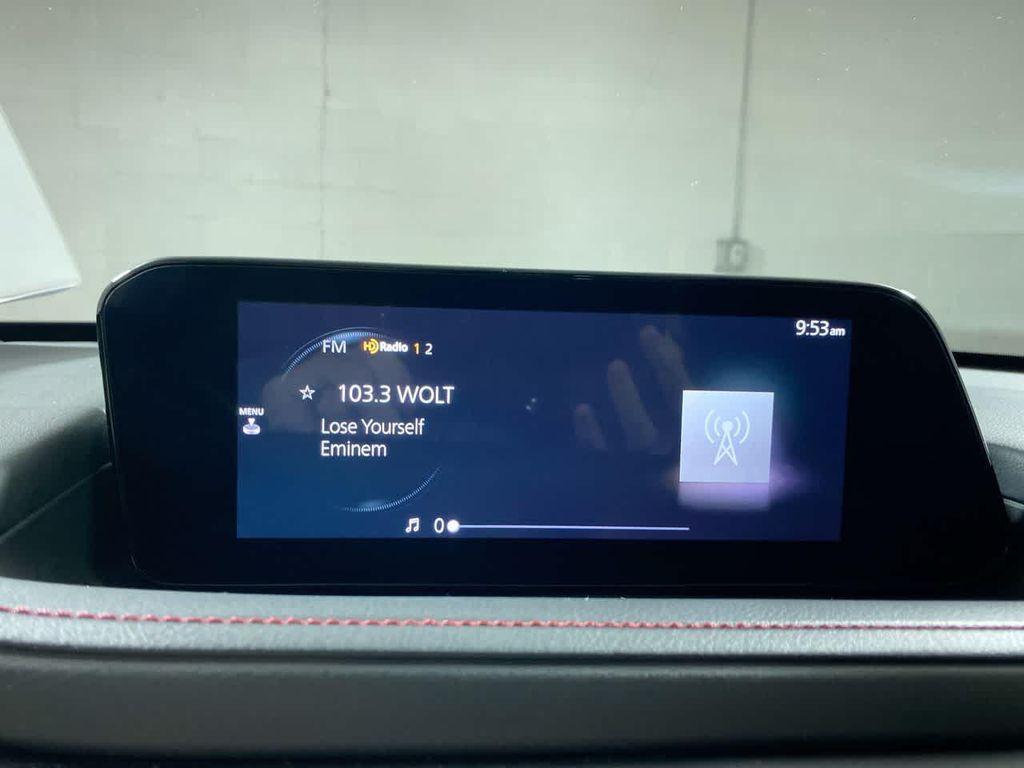 9:53am
FM HD Radio 1 2
103.3 WOLT
MENU
Lose Yourself
Eminem
0